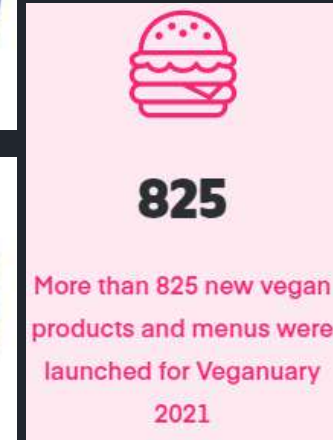 825
More than 825 new vegan
products and menus were
launched for Veganuary
2021